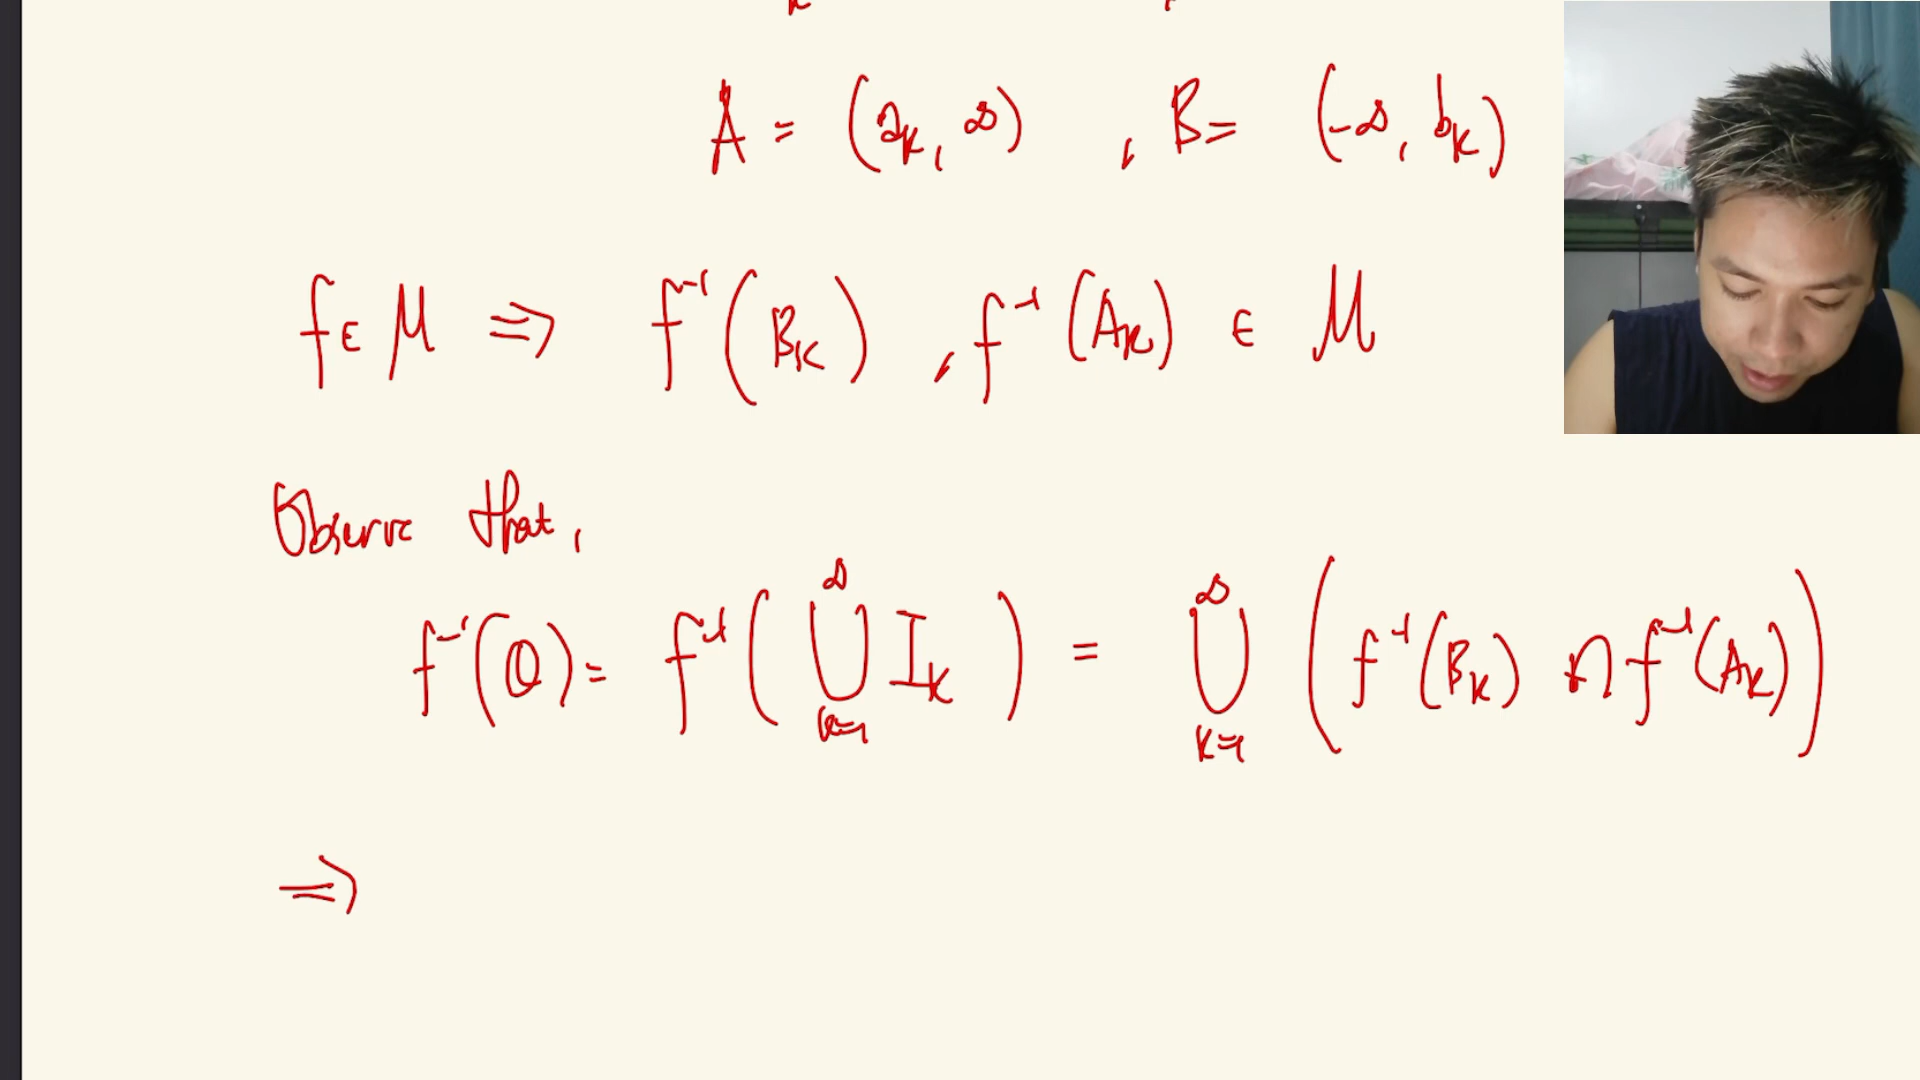 A = (a_k, ∞) , B = (-∞, b_k)
f ∈ M ⇒ f⁻¹(B_k) , f⁻¹(A_k) ∈ M
Observe that,
f⁻¹(O) = f⁻¹(⋃_{k=1}^{∞} I_k) = ⋃_{k=1}^{∞} (f⁻¹(B_k) ∩ f⁻¹(A_k))
⇒